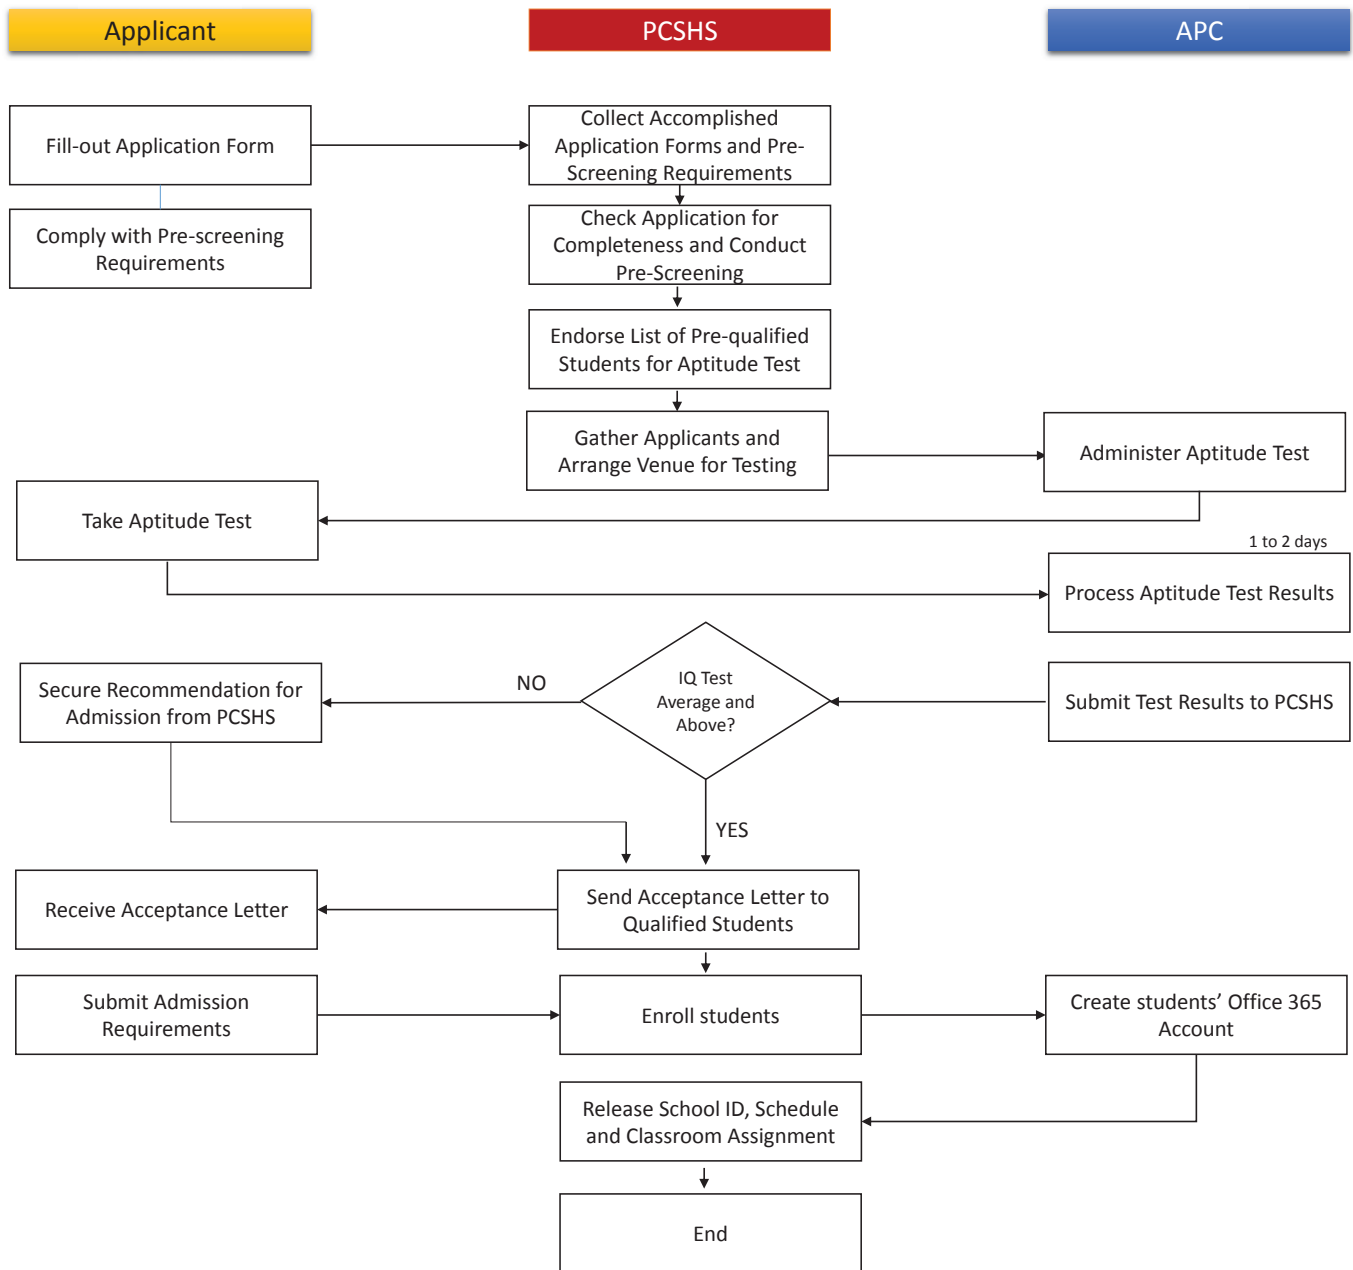 Applicant
PCSHS
APC
Fill-out Application Form
Collect Accomplished
Application Forms and Pre-
Screening Requirements
Comply with Pre-screening
Requirements
Check Application for
Completeness and Conduct
Pre-Screening
Endorse List of Pre-qualified
Students for Aptitude Test
Gather Applicants and
Arrange Venue for Testing
Administer Aptitude Test
Take Aptitude Test
1 to 2 days
Process Aptitude Test Results
Secure Recommendation for
Admission from PCSHS
NO
IQ Test
Average and
Above?
Submit Test Results to PCSHS
YES
Receive Acceptance Letter
Send Acceptance Letter to
Qualified Students
Submit Admission
Requirements
Enroll students
Create students’ Office 365
Account
Release School ID, Schedule
and Classroom Assignment
End